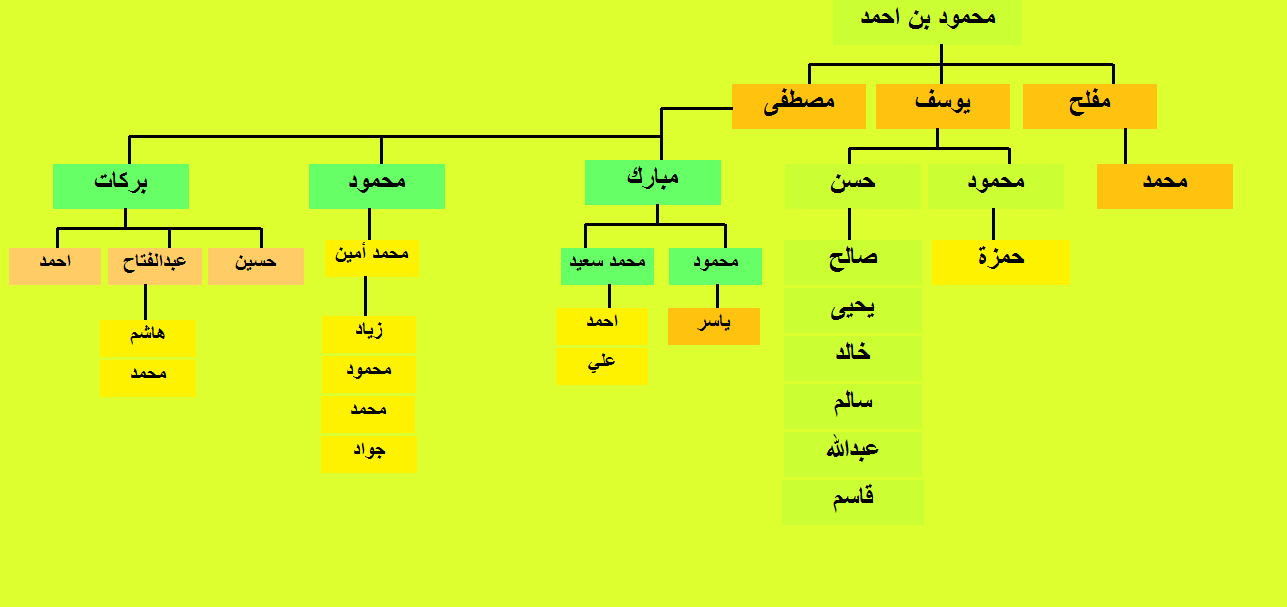 محمود بن احمد
مفلح
يوسف
مصطفى
محمد
محمود
حسن
مبارك
محمود
بركات
حمزة
صالح
محمود
محمد سعيد
محمد أمين
حسين
عبدالفتاح
احمد
يحيى
ياسر
احمد
زياد
هاشم
خالد
علي
محمود
محمد
سالم
محمد
عبدالله
جواد
قاسم